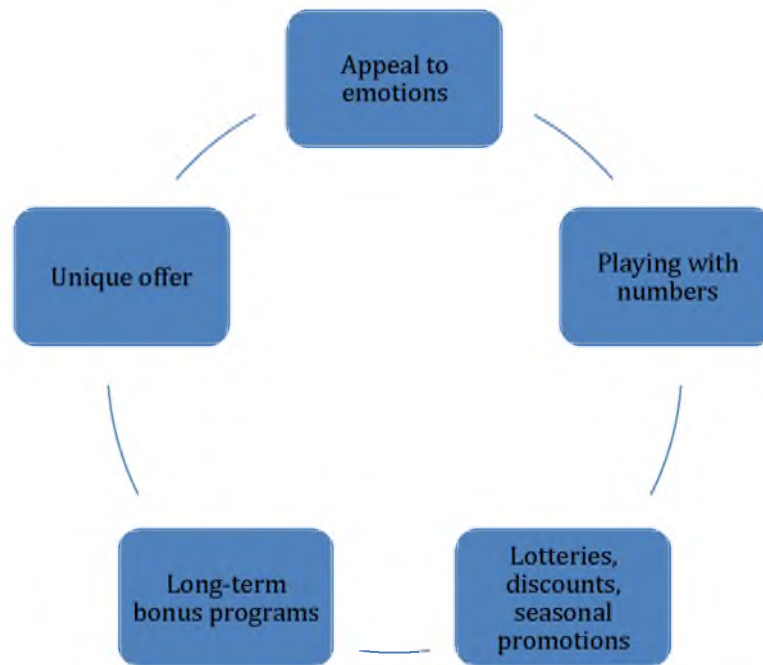 Appeal to
emotions
Playing with
numbers
Lotteries,
discounts,
seasonal
promotions
Long-term
bonus programs
Unique offer